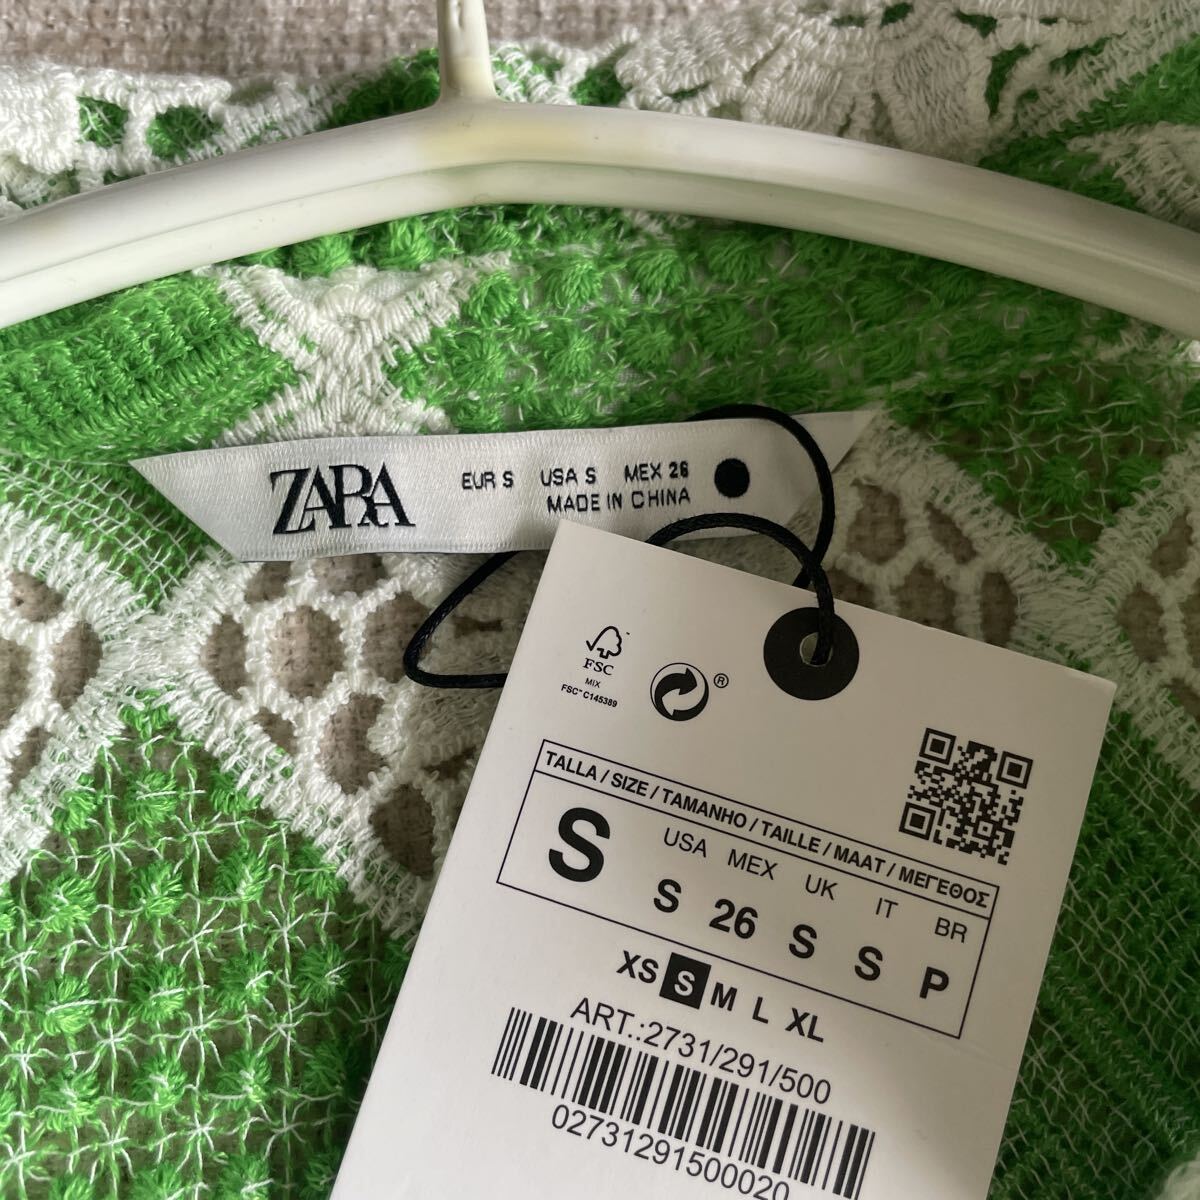 ZARA
EUR S USA S MEX 26
MADE IN CHINA
FSC
MIX
FSC™ C145389
®
TALLA / SIZE / TAMANHO / TAILLE / MAAT / ΜΕΓΕΘΟΣ
USA MEX UK IT BR
S S 26 S S P
XS S M L XL
ART.:2731/291/500
02731291500020